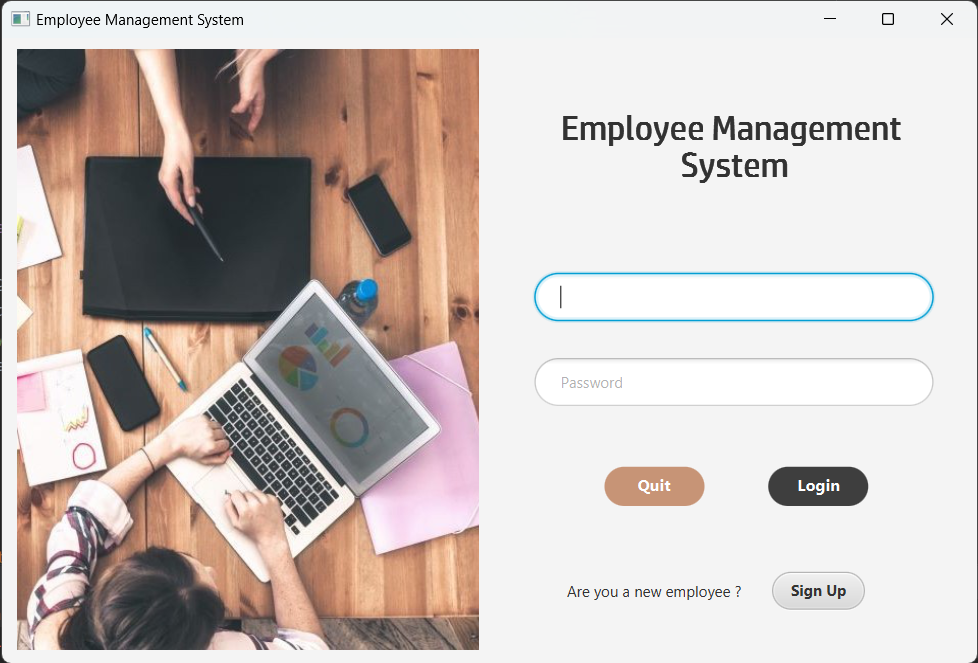 Employee Management System
Employee Management
System
Password
Quit
Login
Are you a new employee ?
Sign Up